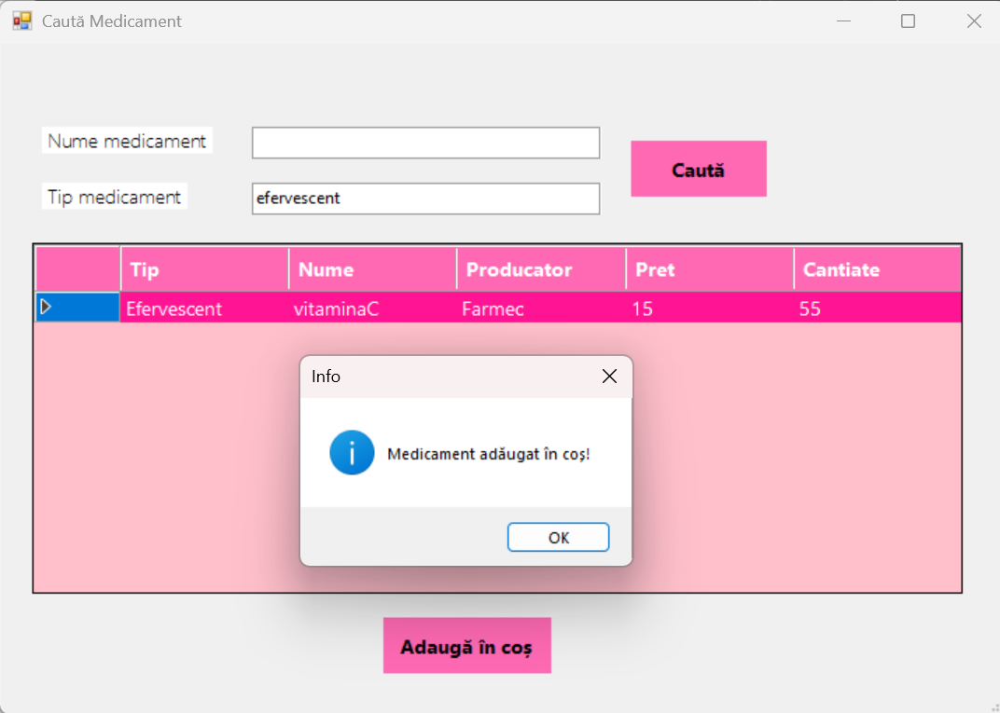 Caută Medicament
Nume medicament
Caută
Tip medicament efervescent
Tip Nume Producator Pret Cantiate
Efervescent vitaminaC Farmec 15 55
Info
Medicament adăugat în coș!
OK
Adaugă în coș